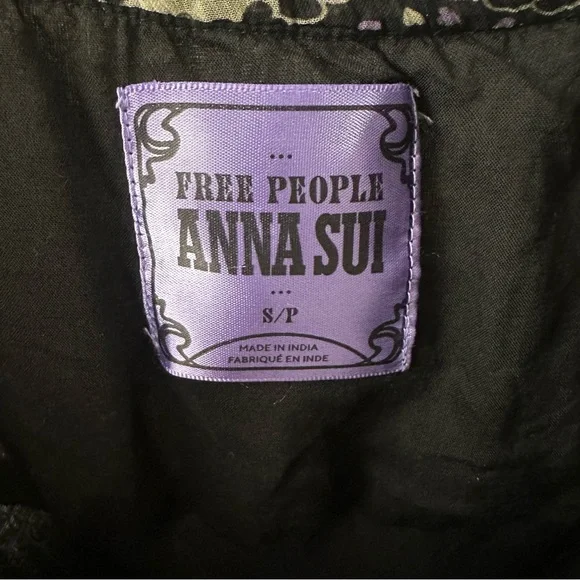 ...
FREE PEOPLE
ANNA SUI
...
S/P
MADE IN INDIA
FABRIQUÉ EN INDE